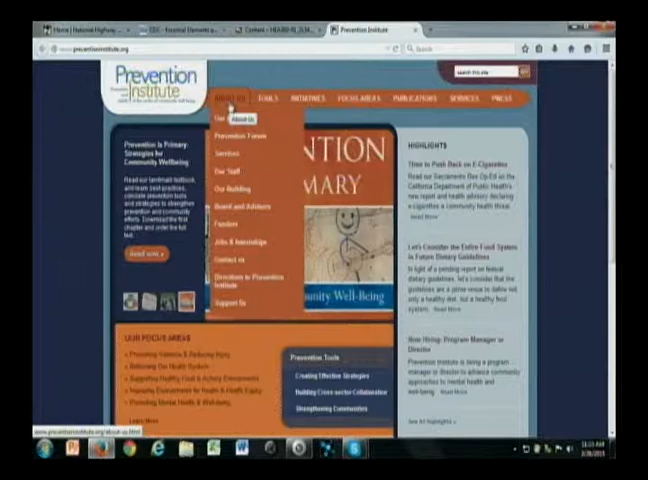 Home | National Highway
Content - HEARD-IN_2LM
Prevention Institute
www.preventioninstitute.org
Search
Prevention
Institute
search this site
ABOUT US
TOOLS
INITIATIVES
FOCUS AREAS
PUBLICATIONS
SERVICES
PRESS
About Us
Prevention Forum
Services
Our Staff
Our Building
Board and Advisors
Funders
Jobs & Internships
Contact us
Directions to Prevention
Institute
Support Us
Prevention is Primary:
Strategies for
Community Wellbeing
Read our landmark textbook,
and learn best practices,
concrete prevention tools
and strategies to strengthen
prevention and community
efforts. Download the first
chapter and order the full
text.
Read now »
NTION
MARY
unity Well-Being
HIGHLIGHTS
Time to Push Back on E-Cigarettes
Read our Sacramento Bee Op-Ed on the
California Department of Public Health's
new report and health advisory declaring
e-cigarettes a community health threat.
Read More
Let's Consider the Entire Food System
in Future Dietary Guidelines
In light of a pending report on federal
dietary guidelines, let's consider that the
guidelines are a prime venue to define not
only a healthy diet, but a healthy food
system. Read More
Now Hiring: Program Manager or
Director
Prevention Institute is hiring a program
manager or director to advance community
approaches to mental health and
well-being. Read More
See All Highlights »
OUR FOCUS AREAS
Preventing Violence & Reducing Injury
Reforming Our Health System
Supporting Healthy Food & Activity Environments
Improving Environments for Health & Health Equity
Promoting Mental Health & Well-being
Learn More
Prevention Tools
Creating Effective Strategies
Building Cross-sector Collaboration
Strengthening Communities
www.preventioninstitute.org/about-us.html